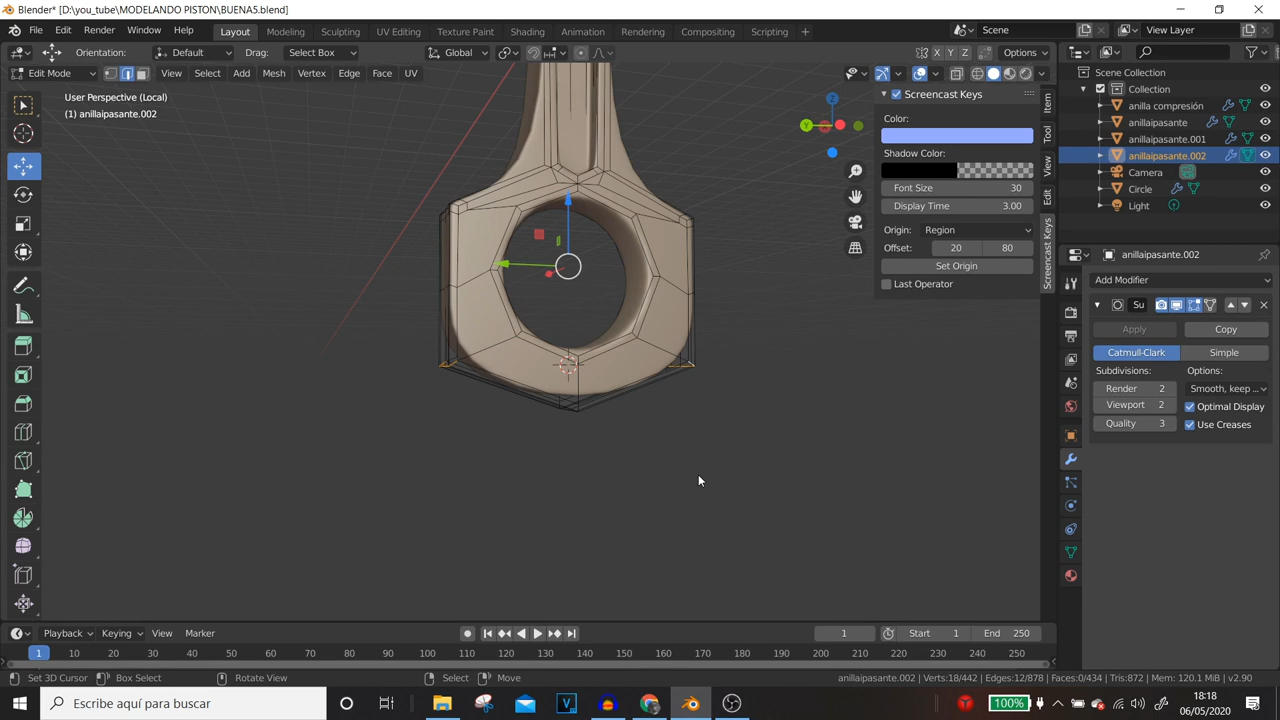 Blender* [D:\you_tube\MODELANDO PISTON\BUENA5.blend]
File Edit Render Window Help Layout Modeling Sculpting UV Editing Texture Paint Shading Animation Rendering Compositing Scripting + Scene View Layer
Orientation: Default Drag: Select Box Global X Y Z Options
Edit Mode View Select Add Mesh Vertex Edge Face UV
User Perspective (Local)
(1) anillaipasante.002
Screencast Keys
Color:
Shadow Color:
Font Size 30
Display Time 3.00
Origin: Region
Offset: 20 80
Set Origin
Last Operator
Item
Tool
View
Edit
Screencast Keys
Z
Y
Scene Collection
Collection
anilla compresión
anillaipasante
anillaipasante.001
anillaipasante.002
Camera
Circle
Light
anillaipasante.002
Add Modifier
Su
Apply Copy
Catmull-Clark Simple
Subdivisions: Options:
Render 2 Smooth, keep ...
Viewport 2 Optimal Display
Quality 3 Use Creases
Playback Keying View Marker 1 Start 1 End 250
1 10 20 30 40 50 60 70 80 90 100 110 120 130 140 150 160 170 180 190 200 210 220 230 240 250
Set 3D Cursor Box Select Rotate View Select Move anillaipasante.002 | Verts:18/442 | Edges:12/878 | Faces:0/434 | Tris:872 | Mem: 120.1 MiB | v2.90
Escribe aquí para buscar
100%
18:18
06/05/2020